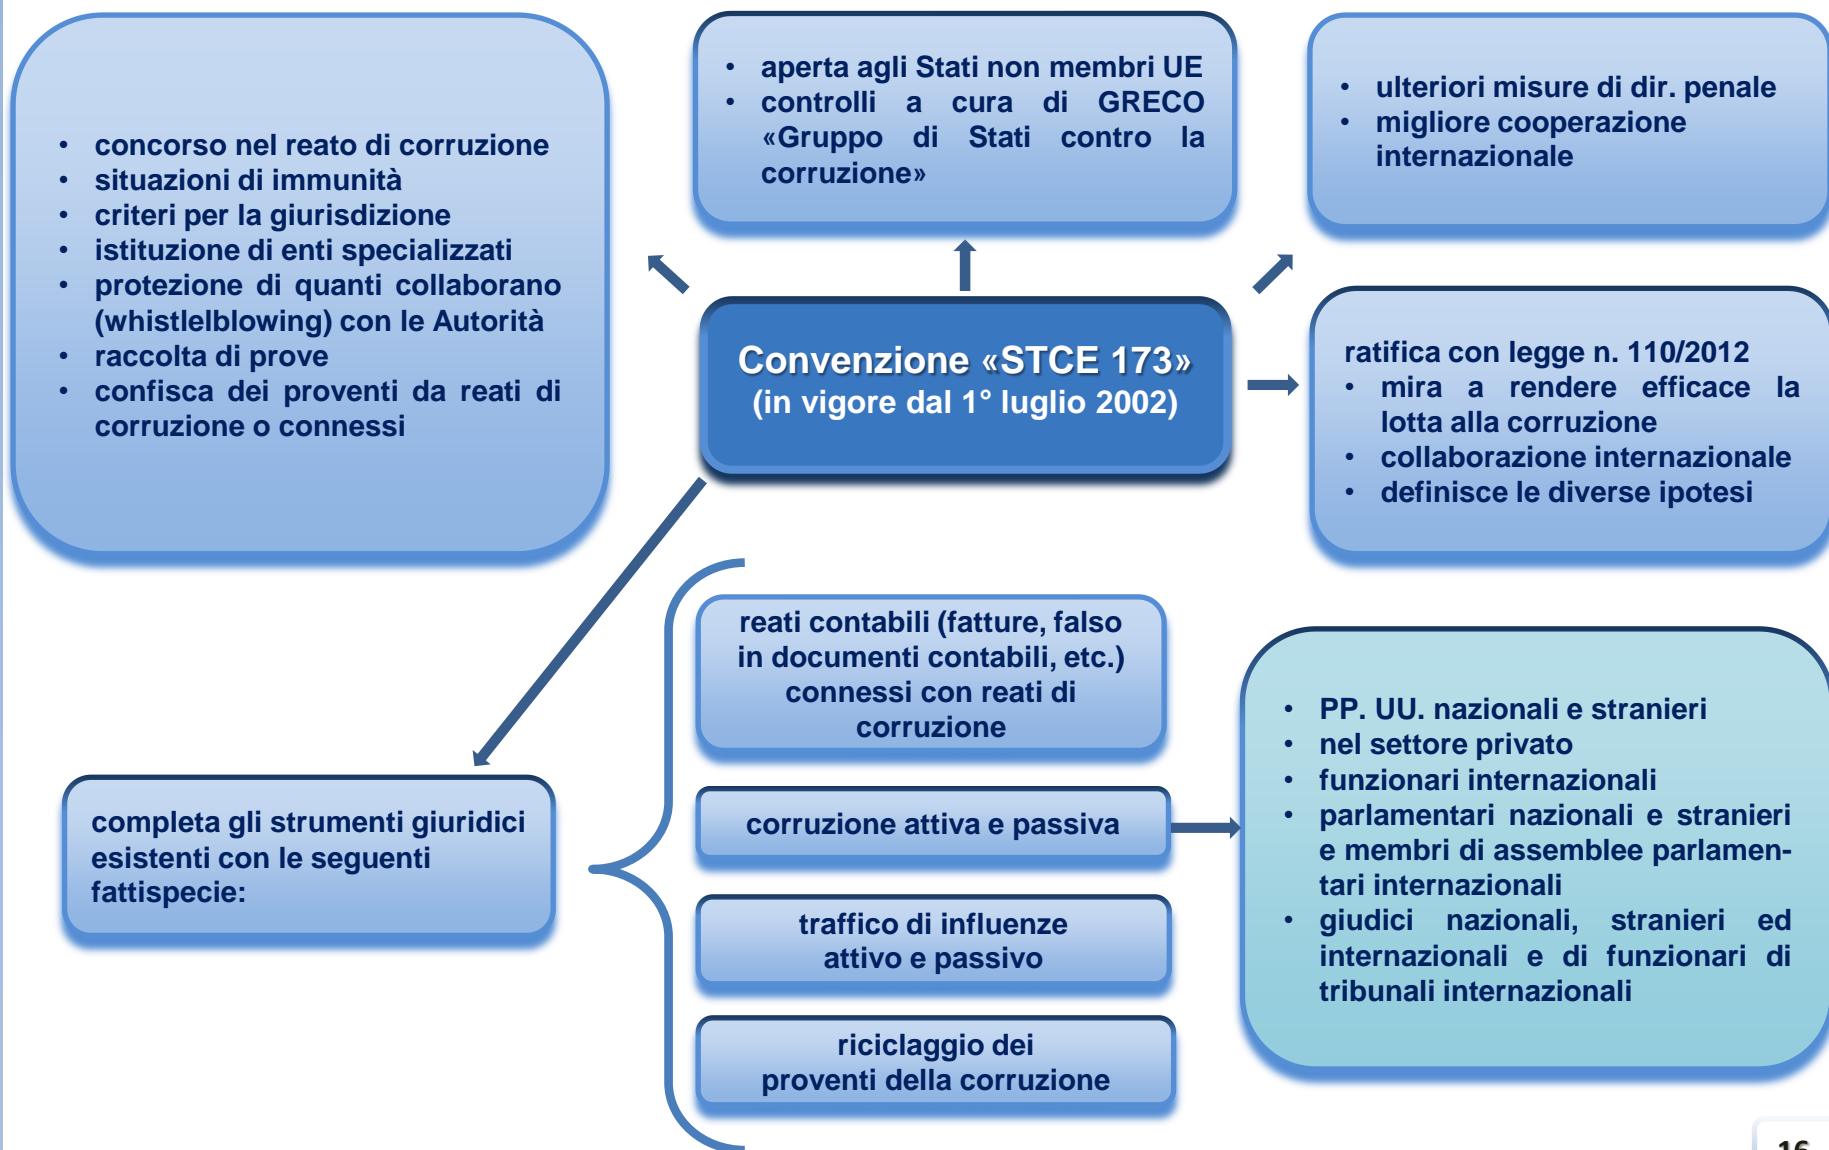 • concorso nel reato di corruzione
• situazioni di immunità
• criteri per la giurisdizione
• istituzione di enti specializzati
• protezione di quanti collaborano
(whistlelblowing) con le Autorità
• raccolta di prove
• confisca dei proventi da reati di
corruzione o connessi
• aperta agli Stati non membri UE
• controlli a cura di GRECO
«Gruppo di Stati contro la
corruzione»
• ulteriori misure di dir. penale
• migliore cooperazione
internazionale
Convenzione «STCE 173»
(in vigore dal 1° luglio 2002)
ratifica con legge n. 110/2012
• mira a rendere efficace la
lotta alla corruzione
• collaborazione internazionale
• definisce le diverse ipotesi
completa gli strumenti giuridici
esistenti con le seguenti
fattispecie:
reati contabili (fatture, falso
in documenti contabili, etc.)
connessi con reati di
corruzione
corruzione attiva e passiva
traffico di influenze
attivo e passivo
riciclaggio dei
proventi della corruzione
• PP. UU. nazionali e stranieri
• nel settore privato
• funzionari internazionali
• parlamentari nazionali e stranieri
e membri di assemblee parlamen-
tari internazionali
• giudici nazionali, stranieri ed
internazionali e di funzionari di
tribunali internazionali
16